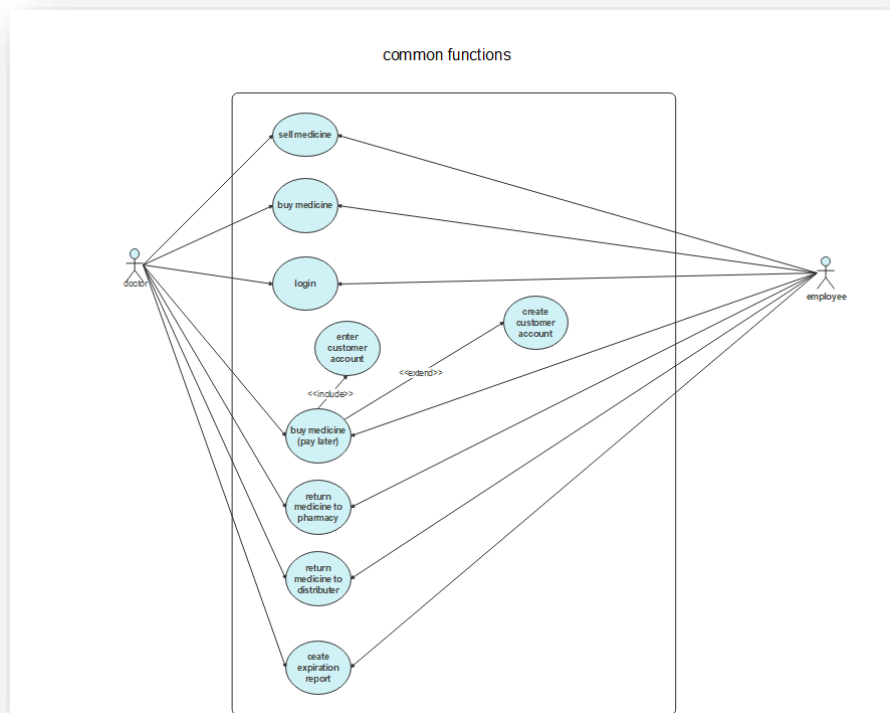 common functions
sell medicine
buy medicine
doctor
login
employee
create
customer
account
enter
customer
account
<<extend>>
<<include>>
buy medicine
(pay later)
return
medicine to
pharmacy
return
medicine to
distributer
ceate
expiration
report